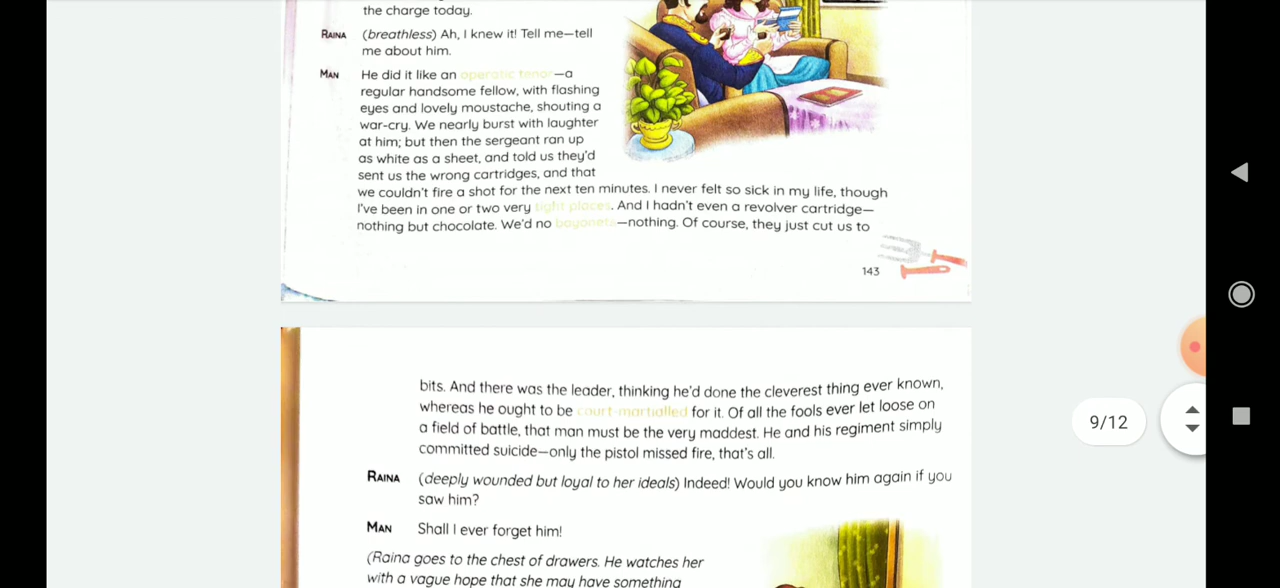 the charge today.
RAINA (breathless) Ah, I knew it! Tell me—tell
me about him.
MAN He did it like an operatic tenor—a
regular handsome fellow, with flashing
eyes and lovely moustache, shouting a
war-cry. We nearly burst with laughter
at him; but then the sergeant ran up
as white as a sheet, and told us they'd
sent us the wrong cartridges, and that
we couldn't fire a shot for the next ten minutes. I never felt so sick in my life, though
I've been in one or two very tight places. And I hadn't even a revolver cartridge—
nothing but chocolate. We'd no bayonets—nothing. Of course, they just cut us to
143
bits. And there was the leader, thinking he'd done the cleverest thing ever known,
whereas he ought to be court-martialled for it. Of all the fools ever let loose on
a field of battle, that man must be the very maddest. He and his regiment simply
committed suicide—only the pistol missed fire, that's all.
RAINA (deeply wounded but loyal to her ideals) Indeed! Would you know him again if you
saw him?
MAN Shall I ever forget him!
(Raina goes to the chest of drawers. He watches her
with a vague hope that she may have something
9/12